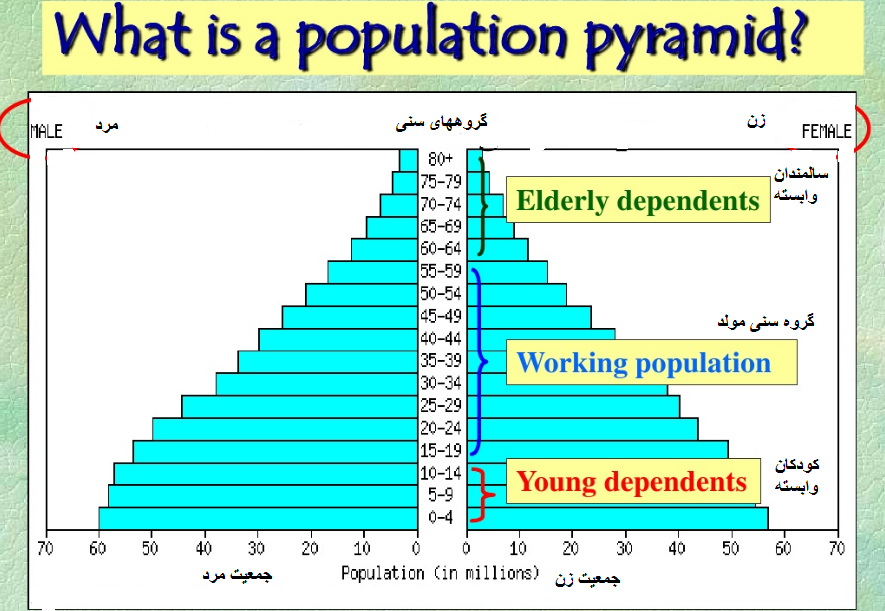 What is a population pyramid?
MALE مرد گروههای سنی زن FEMALE
80+
75-79
70-74
65-69
60-64
55-59
50-54
45-49
40-44
35-39
30-34
25-29
20-24
15-19
10-14
5-9
0-4
Elderly dependents
سالمندان
وابسته
گروه سنی مولد
Working population
کودکان
وابسته
Young dependents
70 60 50 40 30 20 10 0 0 10 20 30 40 50 60 70
جمعیت مرد Population (in millions) جمعیت زن